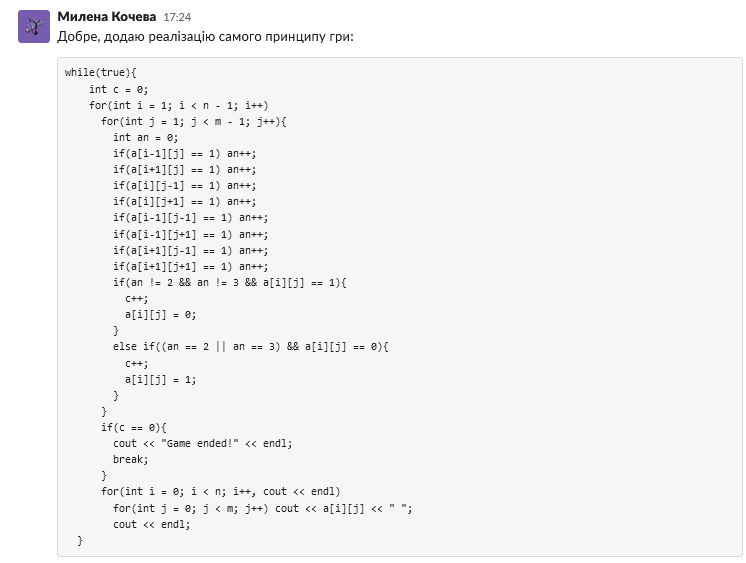 Милена Кочева 17:24
Добре, додаю реалізацію самого принципу гри:
while(true){
    int c = 0;
    for(int i = 1; i < n - 1; i++)
      for(int j = 1; j < m - 1; j++){
        int an = 0;
        if(a[i-1][j] == 1) an++;
        if(a[i+1][j] == 1) an++;
        if(a[i][j-1] == 1) an++;
        if(a[i][j+1] == 1) an++;
        if(a[i-1][j-1] == 1) an++;
        if(a[i-1][j+1] == 1) an++;
        if(a[i+1][j-1] == 1) an++;
        if(a[i+1][j+1] == 1) an++;
        if(an != 2 && an != 3 && a[i][j] == 1){
          c++;
          a[i][j] = 0;
        }
        else if((an == 2 || an == 3) && a[i][j] == 0){
          c++;
          a[i][j] = 1;
        }
      }
      if(c == 0){
        cout << "Game ended!" << endl;
        break;
      }
      for(int i = 0; i < n; i++, cout << endl)
        for(int j = 0; j < m; j++) cout << a[i][j] << " ";
        cout << endl;
  }